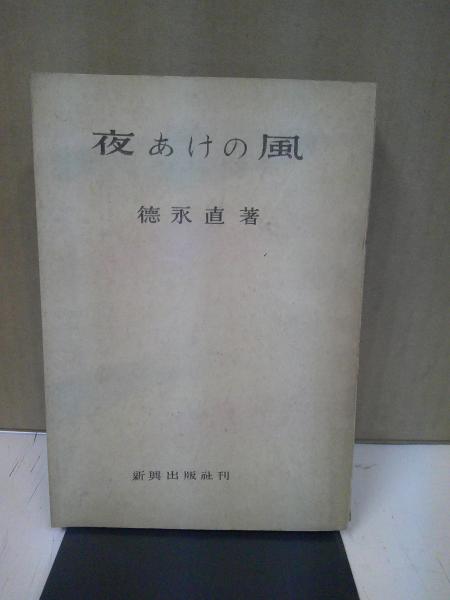 夜あけの風
德永直著
新興出版社刊